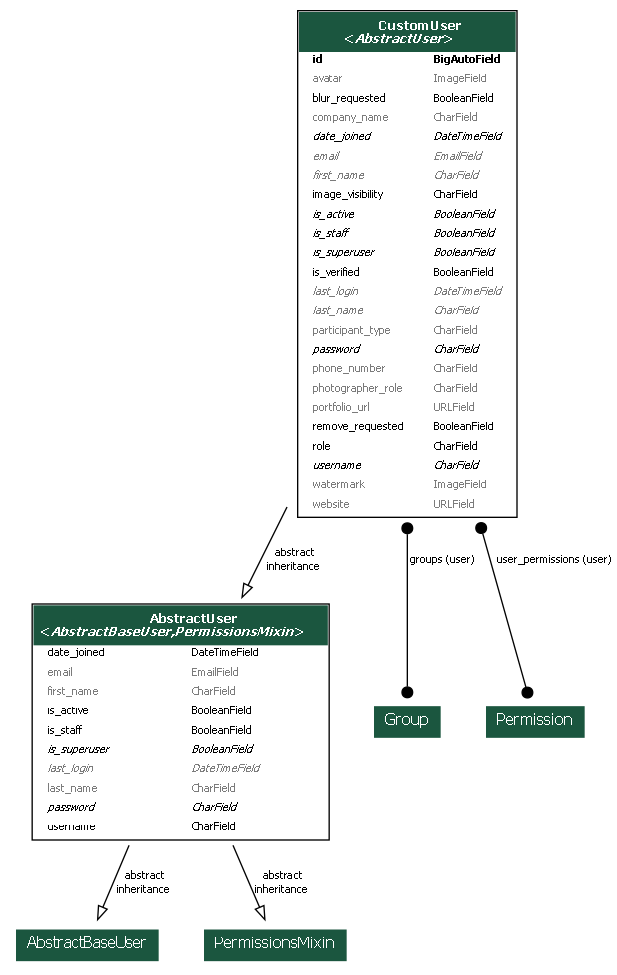 CustomUser
<AbstractUser>
id BigAutoField
avatar ImageField
blur_requested BooleanField
company_name CharField
date_joined DateTimeField
email EmailField
first_name CharField
image_visibility CharField
is_active BooleanField
is_staff BooleanField
is_superuser BooleanField
is_verified BooleanField
last_login DateTimeField
last_name CharField
participant_type CharField
password CharField
phone_number CharField
photographer_role CharField
portfolio_url URLField
remove_requested BooleanField
role CharField
username CharField
watermark ImageField
website URLField
abstract
inheritance
groups (user)
user_permissions (user)
AbstractUser
<AbstractBaseUser,PermissionsMixin>
date_joined DateTimeField
email EmailField
first_name CharField
is_active BooleanField
is_staff BooleanField
is_superuser BooleanField
last_login DateTimeField
last_name CharField
password CharField
username CharField
Group
Permission
abstract
inheritance
abstract
inheritance
AbstractBaseUser
PermissionsMixin